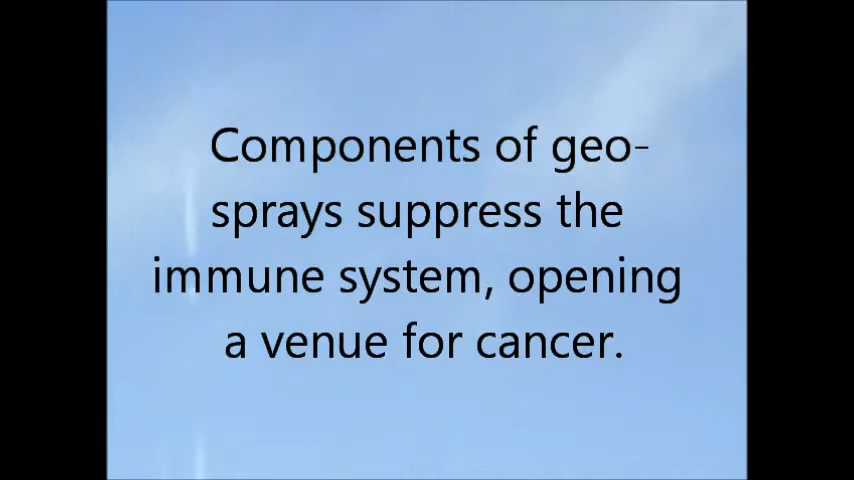 Components of geo-
sprays suppress the
immune system, opening
a venue for cancer.